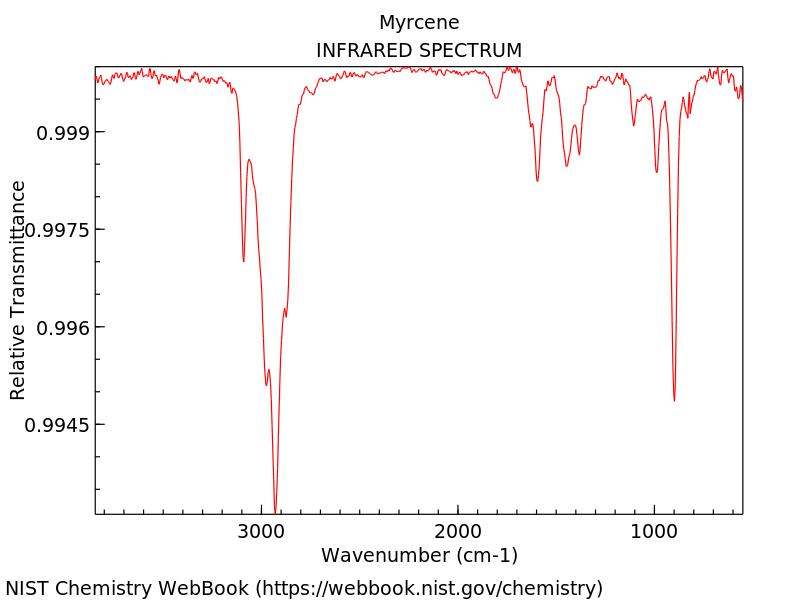 Myrcene
INFRARED SPECTRUM
Relative Transmittance
0.999
0.9975
0.996
0.9945
3000 2000 1000
Wavenumber (cm-1)
NIST Chemistry WebBook (https://webbook.nist.gov/chemistry)